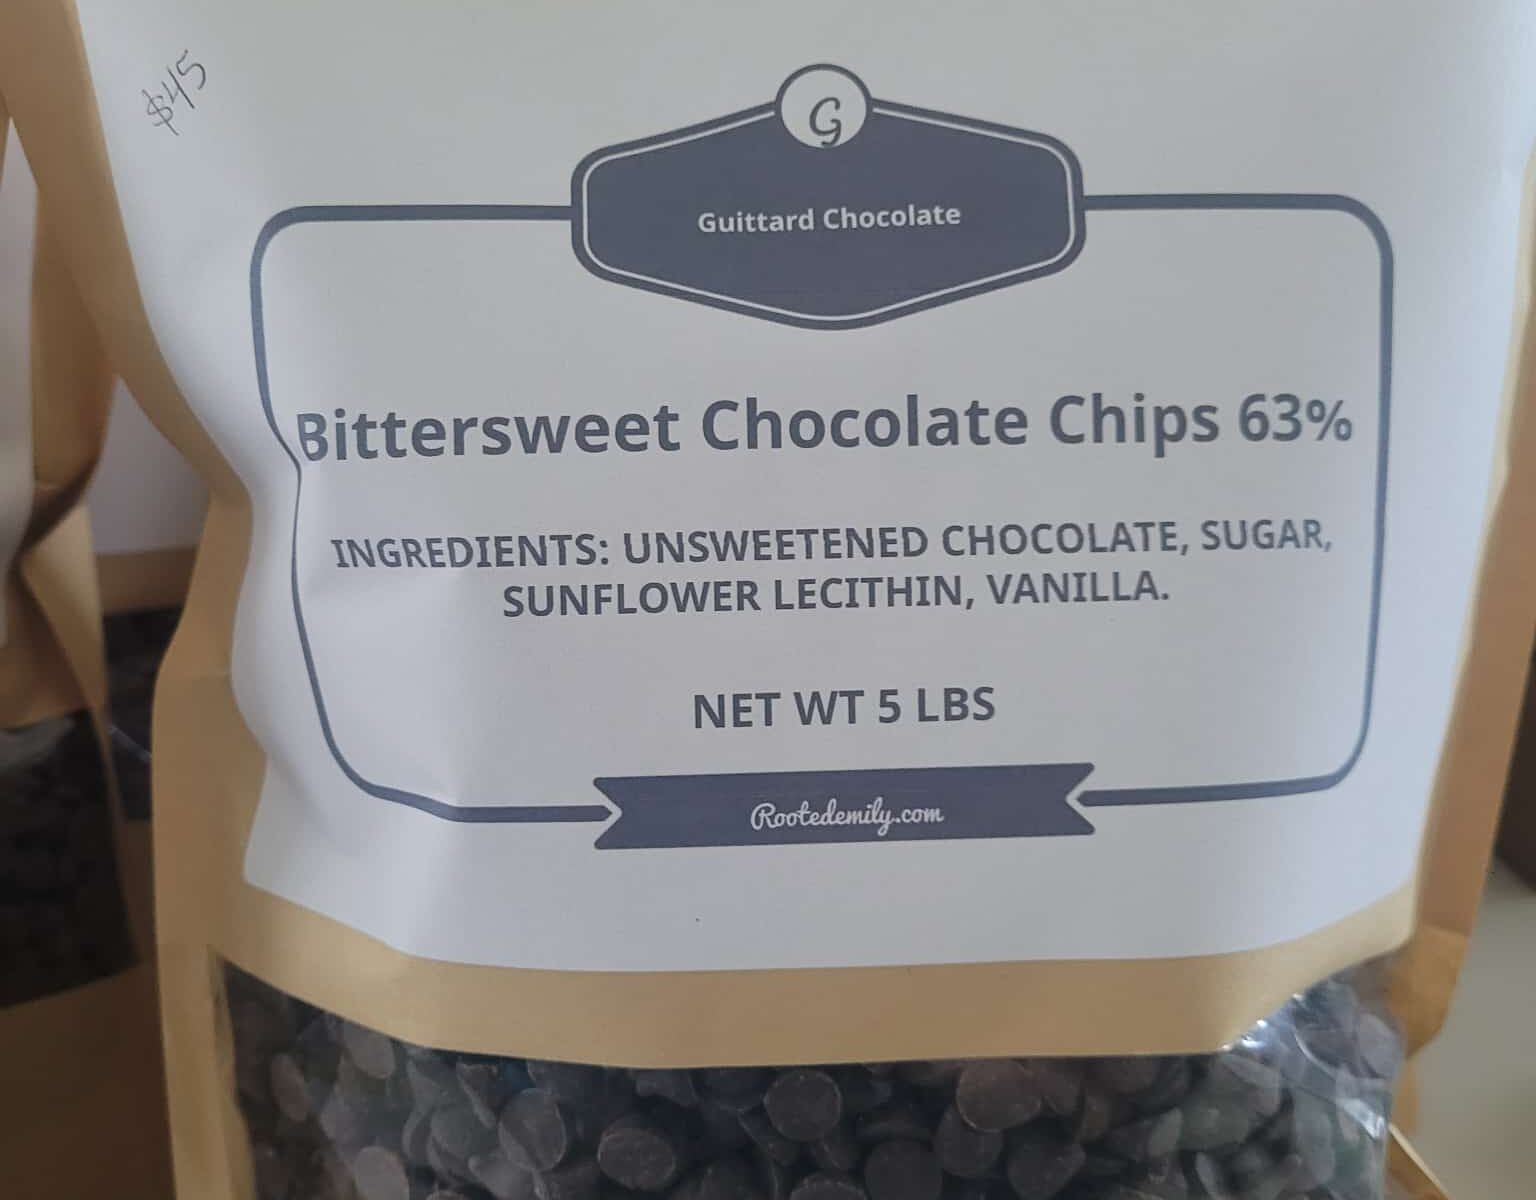 $45
G
Guittard Chocolate
Bittersweet Chocolate Chips 63%
INGREDIENTS: UNSWEETENED CHOCOLATE, SUGAR,
SUNFLOWER LECITHIN, VANILLA.
NET WT 5 LBS
Rootedemily.com